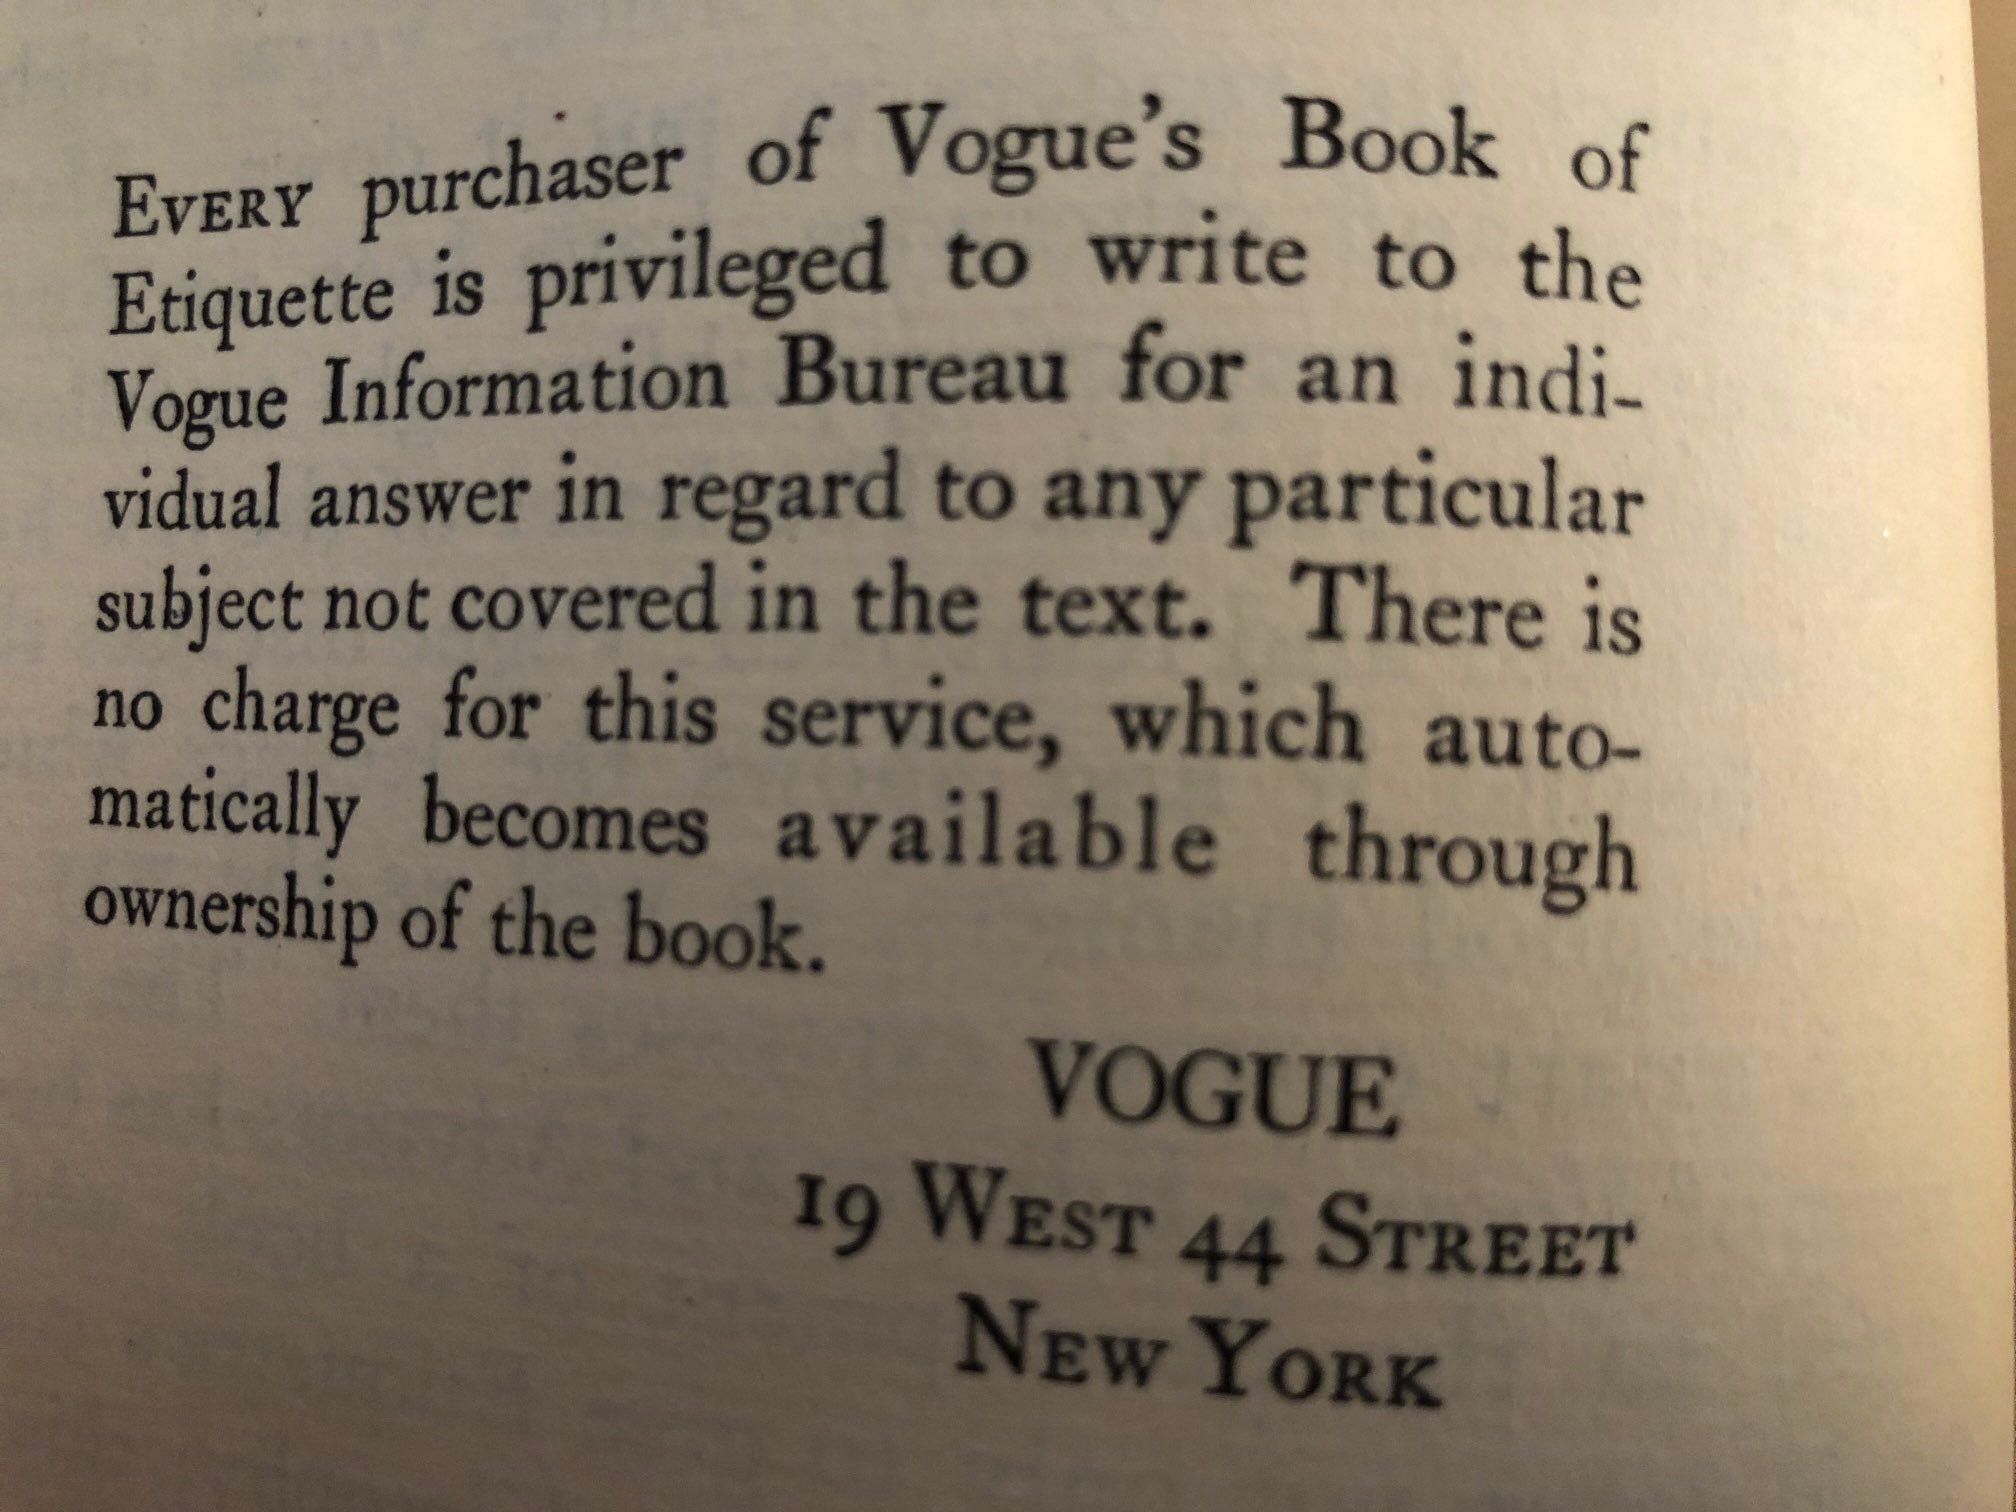 EVERY purchaser of Vogue's Book of
Etiquette is privileged to write to the
Vogue Information Bureau for an indi-
vidual answer in regard to any particular
subject not covered in the text. There is
no charge for this service, which auto-
matically becomes available through
ownership of the book.
VOGUE
19 WEST 44 STREET
NEW YORK